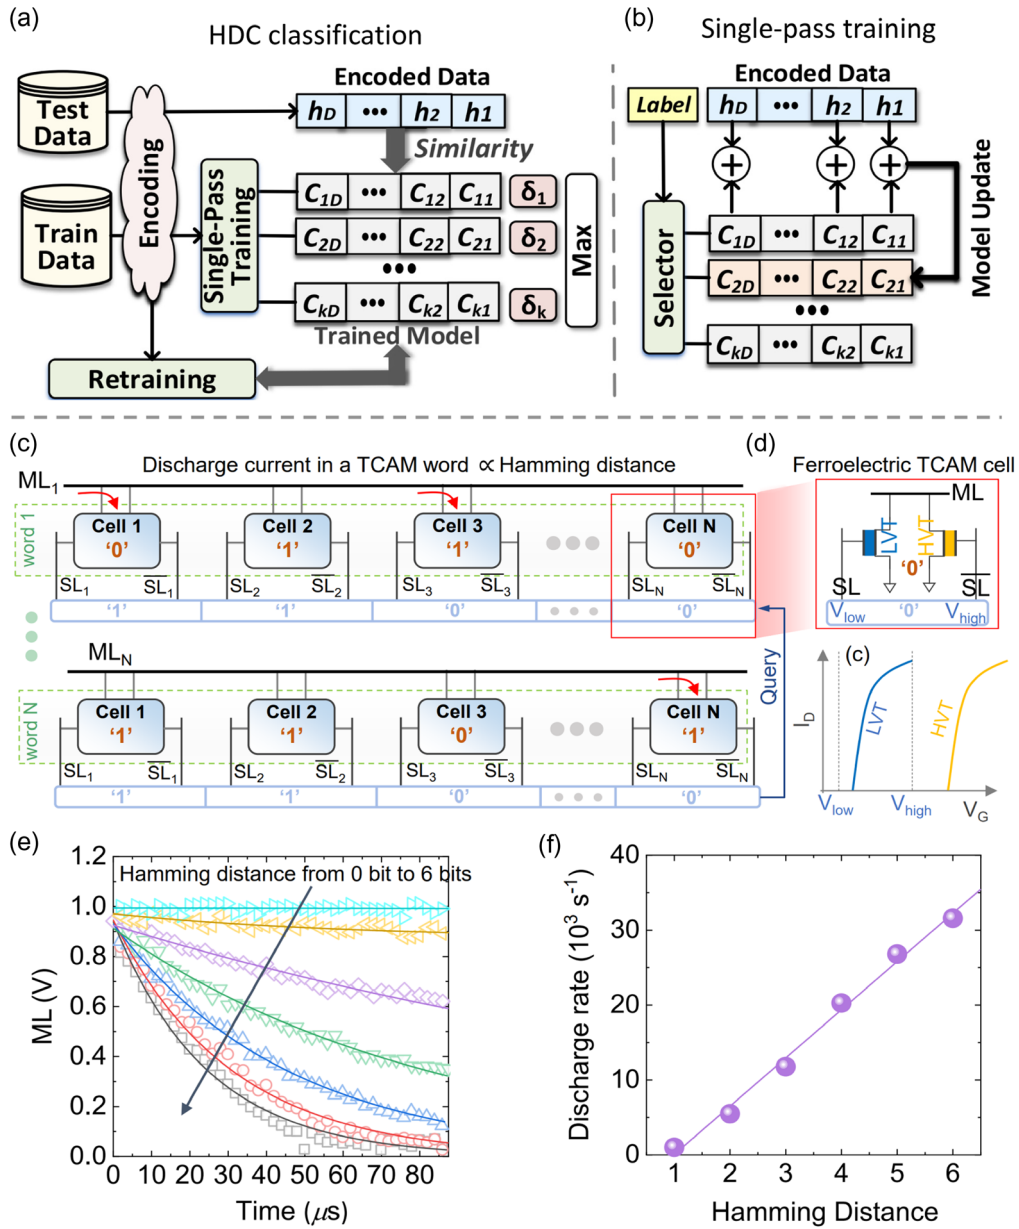 (a)
HDC classification
Test
Data
Train
Data
Encoding
Encoded Data
hD ••• h2 h1
Similarity
Single-Pass
Training
C1D ••• C12 C11 δ1
C2D ••• C22 C21 δ2
•••
CkD ••• Ck2 Ck1 δk
Max
Trained Model
Retraining
(b)
Single-pass training
Encoded Data
Label
hD ••• h2 h1
+ + +
Selector
C1D ••• C12 C11
C2D ••• C22 C21
•••
CkD ••• Ck2 Ck1
Model Update
(c)
Discharge current in a TCAM word ∝ Hamming distance
ML1
word 1
Cell 1 Cell 2 Cell 3 Cell N
‘0’ ‘1’ ‘1’ ‘0’
SL1 S̅L̅1 SL2 S̅L̅2 SL3 S̅L̅3 SLN S̅L̅N
‘1’ ‘1’ ‘0’ ‘0’
MLN
word N
Cell 1 Cell 2 Cell 3 Cell N
‘1’ ‘1’ ‘0’ ‘1’
SL1 S̅L̅1 SL2 S̅L̅2 SL3 S̅L̅3 SLN S̅L̅N
‘1’ ‘1’ ‘0’ ‘0’
Query
(d)
Ferroelectric TCAM cell
ML
LVT HVT
‘0’
SL S̅L̅
Vlow ‘0’ Vhigh
(c)
ID
LVT
HVT
Vlow Vhigh VG
(e)
Hamming distance from 0 bit to 6 bits
ML (V)
1.2
1.0
0.8
0.6
0.4
0.2
0.0
0 10 20 30 40 50 60 70 80
Time (μs)
(f)
Discharge rate (10³ s⁻¹)
40
30
20
10
0
1 2 3 4 5 6
Hamming Distance